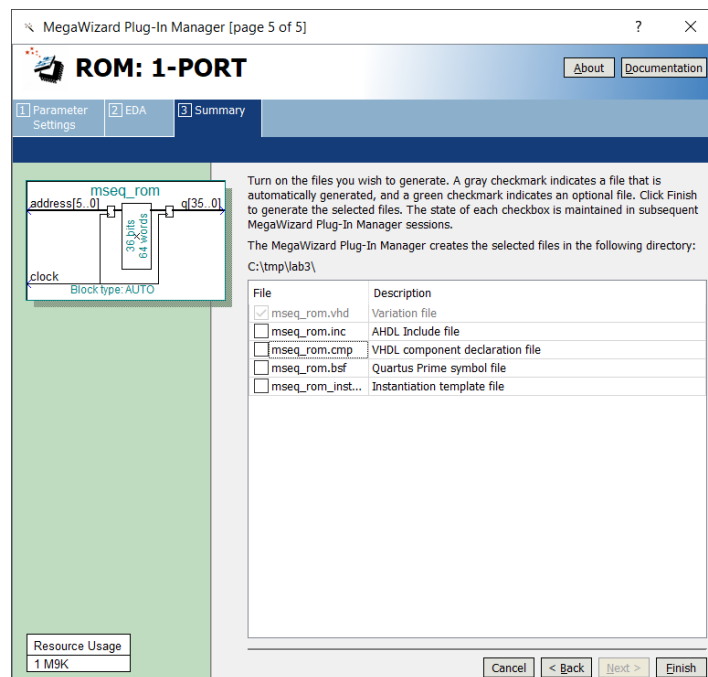 MegaWizard Plug-In Manager [page 5 of 5]
?
ROM: 1-PORT
About
Documentation
1 Parameter Settings
2 EDA
3 Summary
mseq_rom
address[5..0]
q[35..0]
36 bits
64 words
clock
Block type: AUTO
Turn on the files you wish to generate. A gray checkmark indicates a file that is
automatically generated, and a green checkmark indicates an optional file. Click Finish
to generate the selected files. The state of each checkbox is maintained in subsequent
MegaWizard Plug-In Manager sessions.
The MegaWizard Plug-In Manager creates the selected files in the following directory:
C:\tmp\lab3\
File Description
mseq_rom.vhd Variation file
mseq_rom.inc AHDL Include file
mseq_rom.cmp VHDL component declaration file
mseq_rom.bsf Quartus Prime symbol file
mseq_rom_inst... Instantiation template file
Resource Usage
1 M9K
Cancel
< Back
Next >
Finish